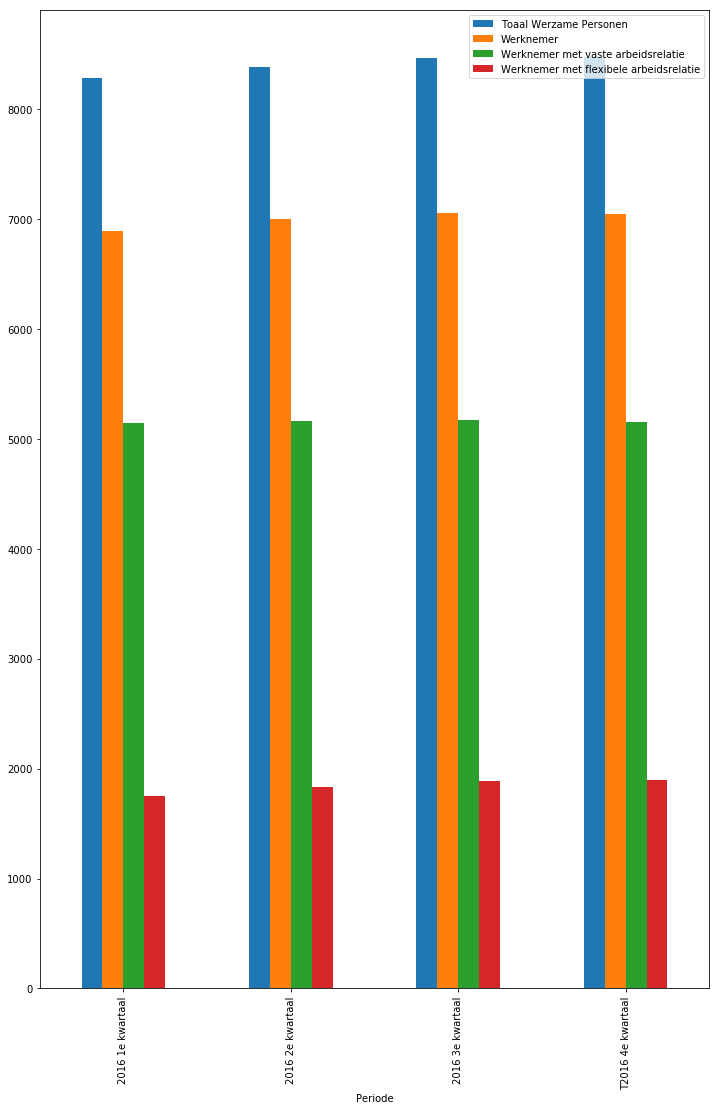 Toaal Werzame Personen
Werknemer
Werknemer met vaste arbeidsrelatie
Werknemer met flexibele arbeidsrelatie
8000
7000
6000
5000
4000
3000
2000
1000
0
2016 1e kwartaal
2016 2e kwartaal
2016 3e kwartaal
T2016 4e kwartaal
Periode